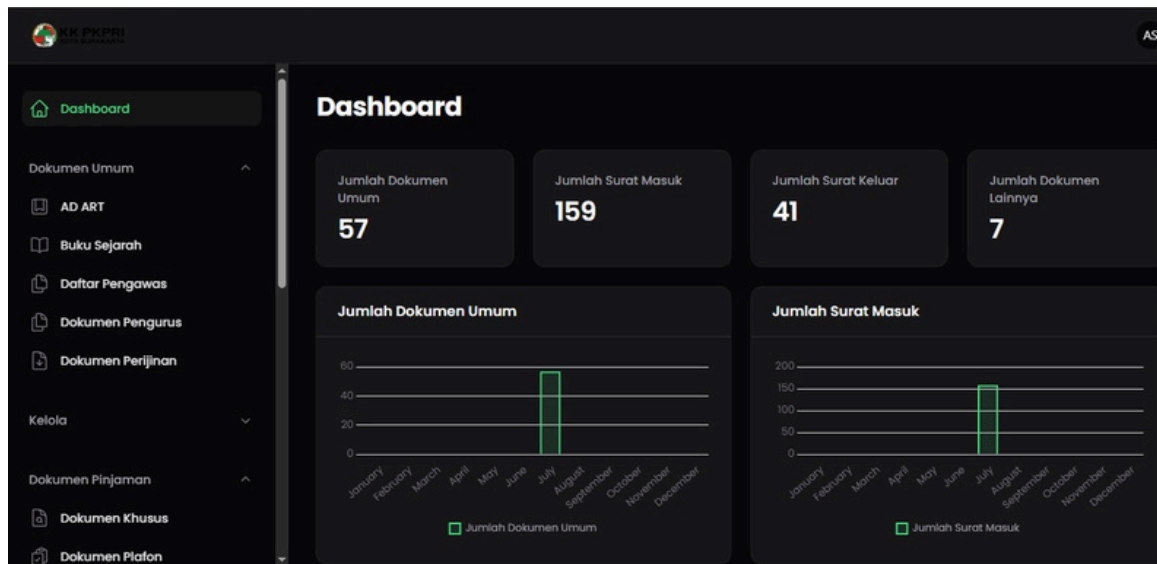 KK PKPRI
AS
Dashboard
Dokumen Umum
AD ART
Buku Sejarah
Daftar Pengawas
Dokumen Pengurus
Dokumen Perijinan
Kelola
Dokumen Pinjaman
Dokumen Khusus
Dokumen Plafon
Dashboard
Jumlah Dokumen
Umum
57
Jumlah Surat Masuk
159
Jumlah Surat Keluar
41
Jumlah Dokumen
Lainnya
7
Jumlah Dokumen Umum
60
40
20
0
January
February
March
April
May
June
July
August
September
October
November
December
Jumlah Dokumen Umum
Jumlah Surat Masuk
200
150
100
50
0
January
February
March
April
May
June
July
August
September
October
November
December
Jumlah Surat Masuk